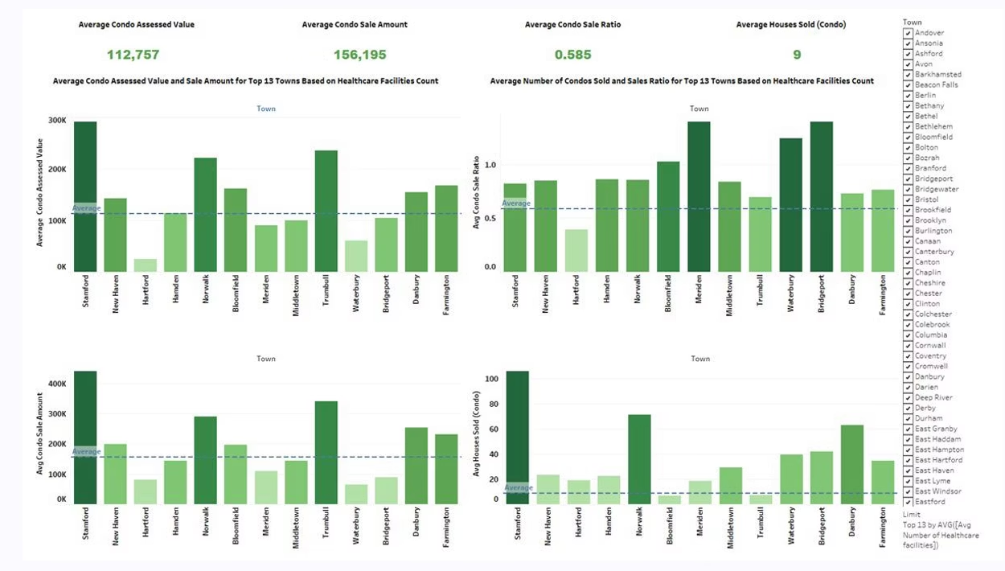 Average Condo Assessed Value
Average Condo Sale Amount
Average Condo Sale Ratio
Average Houses Sold (Condo)
112,757
156,195
0.585
9
Average Condo Assessed Value and Sale Amount for Top 13 Towns Based on Healthcare Facilities Count
Average Number of Condos Sold and Sales Ratio for Top 13 Towns Based on Healthcare Facilities Count
Town
Average Condo Assessed Value
300K
200K
100K
0K
Average
Stamford
New Haven
Hartford
Hamden
Norwalk
Bloomfield
Meriden
Middletown
Trumbull
Waterbury
Bridgeport
Danbury
Farmington
Town
Avg Condo Sale Ratio
1.0
0.5
0.0
Average
Stamford
New Haven
Hartford
Hamden
Norwalk
Bloomfield
Meriden
Middletown
Trumbull
Waterbury
Bridgeport
Danbury
Farmington
Town
Avg Condo Sale Amount
400K
300K
200K
100K
0K
Average
Stamford
New Haven
Hartford
Hamden
Norwalk
Bloomfield
Meriden
Middletown
Trumbull
Waterbury
Bridgeport
Danbury
Farmington
Town
Avg Houses Sold (Condo)
100
80
60
40
20
0
Average
Stamford
New Haven
Hartford
Hamden
Norwalk
Bloomfield
Meriden
Middletown
Trumbull
Waterbury
Bridgeport
Danbury
Farmington
Town
Andover
Ansonia
Ashford
Avon
Barkhamsted
Beacon Falls
Berlin
Bethany
Bethel
Bethlehem
Bloomfield
Bolton
Bozrah
Branford
Bridgeport
Bridgewater
Bristol
Brookfield
Brooklyn
Burlington
Canaan
Canterbury
Canton
Chaplin
Cheshire
Chester
Clinton
Colchester
Colebrook
Columbia
Cornwall
Coventry
Cromwell
Danbury
Darien
Deep River
Derby
Durham
East Granby
East Haddam
East Hampton
East Hartford
East Haven
East Lyme
East Windsor
Eastford
Limit
Top 13 by AVG([Avg
Number of Healthcare
facilities])